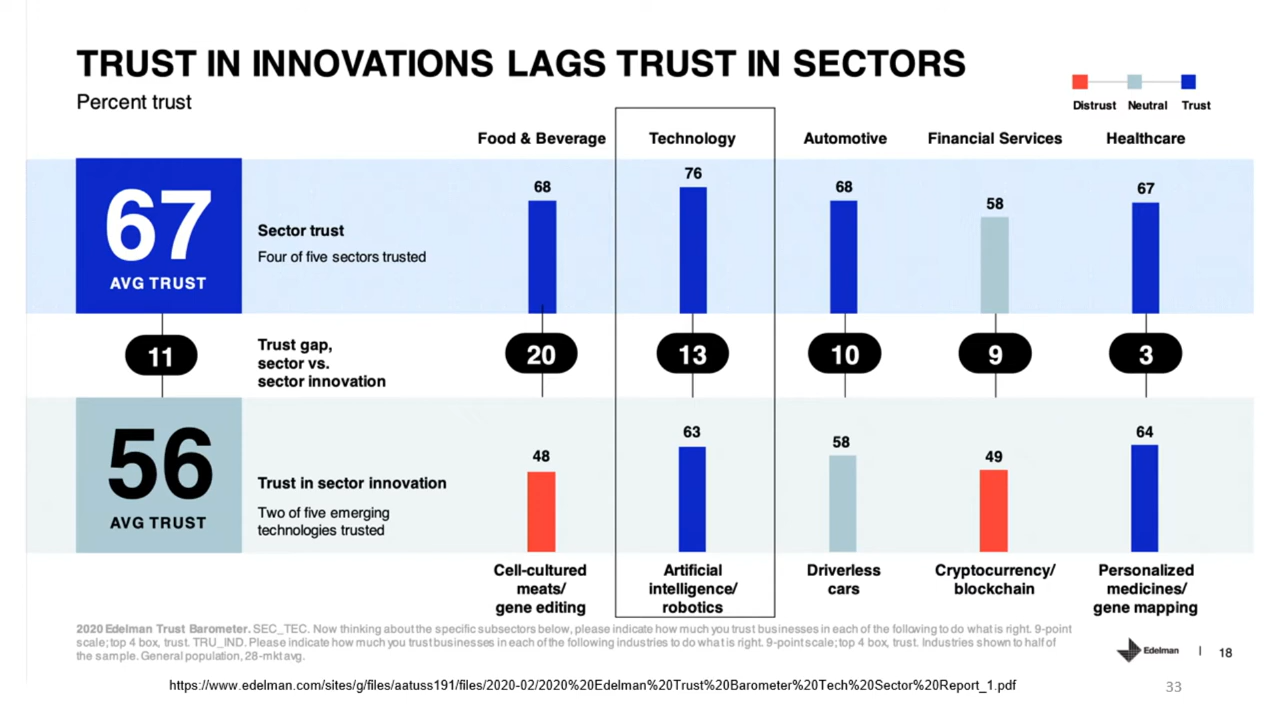 TRUST IN INNOVATIONS LAGS TRUST IN SECTORS
Percent trust
Distrust Neutral Trust
Food & Beverage Technology Automotive Financial Services Healthcare
67
AVG TRUST
Sector trust
Four of five sectors trusted
68 76 68 58 67
11
Trust gap,
sector vs.
sector innovation
20 13 10 9 3
56
AVG TRUST
Trust in sector innovation
Two of five emerging
technologies trusted
48 63 58 49 64
Cell-cultured
meats/
gene editing
Artificial
intelligence/
robotics
Driverless
cars
Cryptocurrency/
blockchain
Personalized
medicines/
gene mapping
2020 Edelman Trust Barometer. SEC_TEC. Now thinking about the specific subsectors below, please indicate how much you trust businesses in each of the following to do what is right. 9-point
scale; top 4 box, trust. TRU_IND. Please indicate how much you trust businesses in each of the following industries to do what is right. 9-point scale; top 4 box, trust. Industries shown to half of
the sample. General population, 28-mkt avg.
Edelman | 18
https://www.edelman.com/sites/g/files/aatuss191/files/2020-02/2020%20Edelman%20Trust%20Barometer%20Tech%20Sector%20Report_1.pdf
33